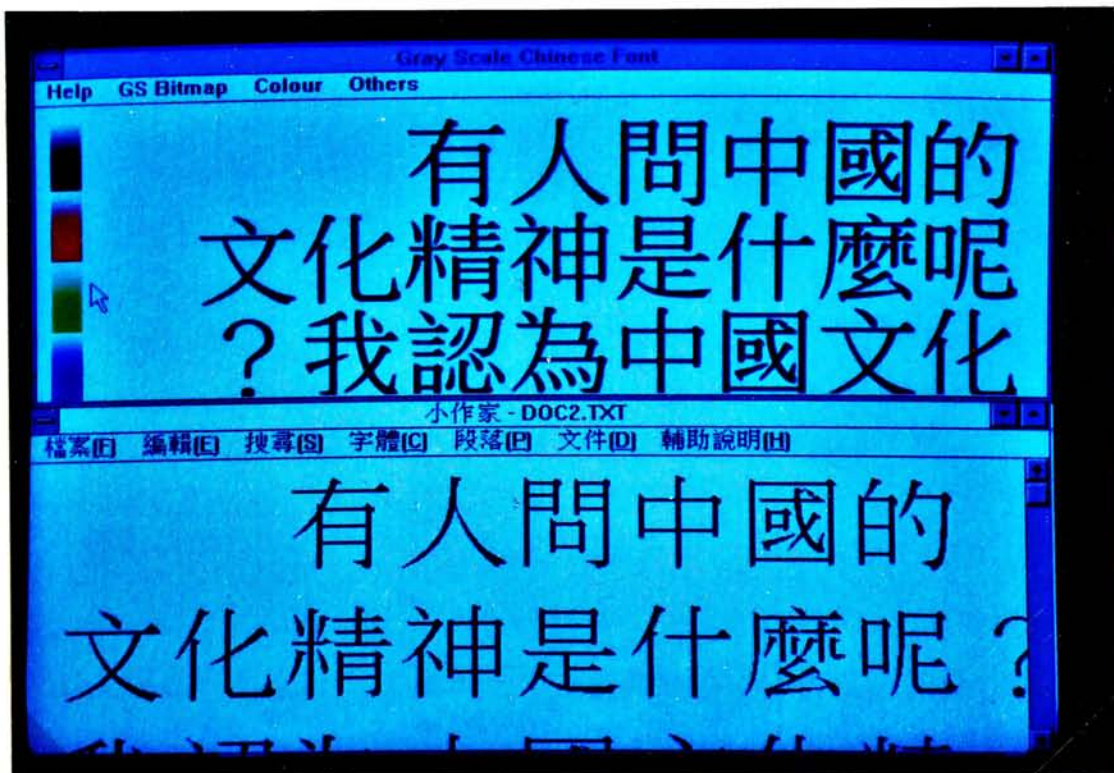 Gray Scale Chinese Font
Help GS Bitmap Colour Others
有人問中國的
文化精神是什麼呢
？我認為中國文化
小作家 - DOC2.TXT
檔案(F) 編輯(E) 搜尋(S) 字體(C) 段落(P) 文件(D) 輔助說明(H)
有人問中國的
文化精神是什麼呢？